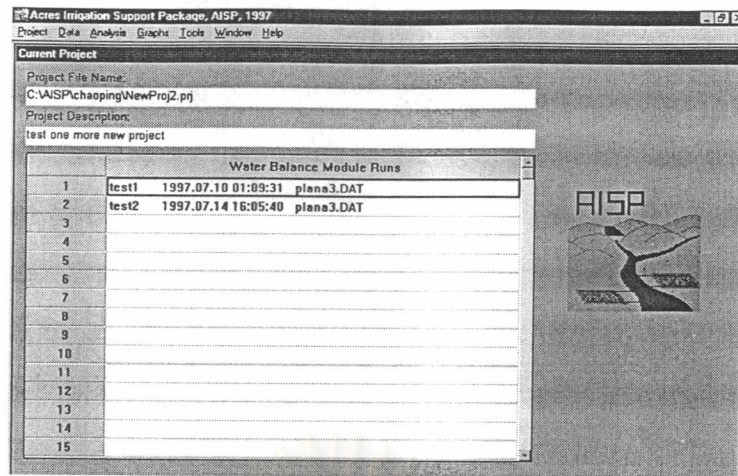 Acres Irrigation Support Package, AISP, 1997
Project Data Analysis Graphs Tools Window Help
Current Project
Project File Name:
C:\AISP\chaoping\NewProj2.prj
Project Description:
test one more new project
Water Balance Module Runs
1 test1 1997.07.10 01:09:31 plana3.DAT
2 test2 1997.07.14 16:05:40 plana3.DAT
3
4
5
6
7
8
9
10
11
12
13
14
15
AISP